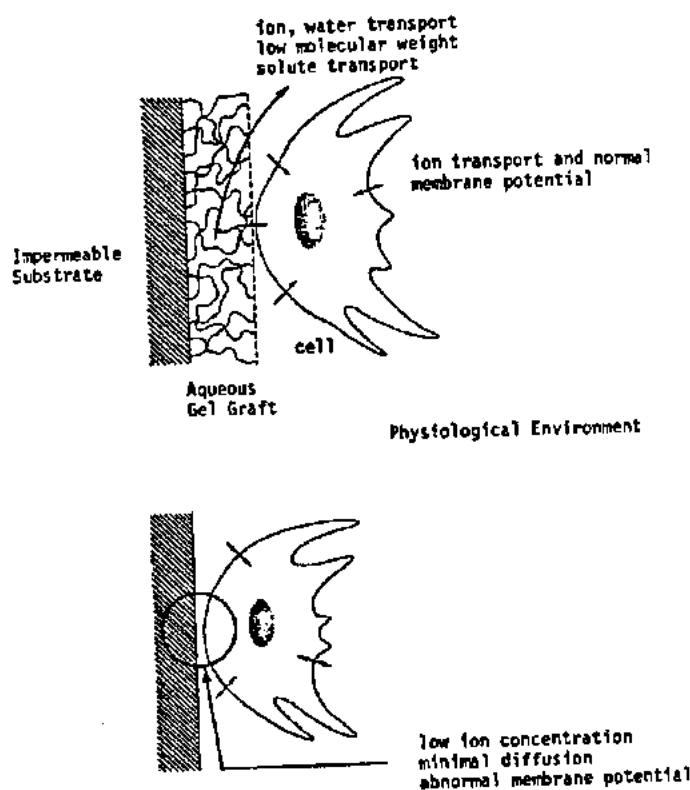 ion, water transport
low molecular weight
solute transport
ion transport and normal
membrane potential
Impermeable
Substrate
cell
Aqueous
Gel Graft
Physiological Environment
low ion concentration
minimal diffusion
abnormal membrane potential